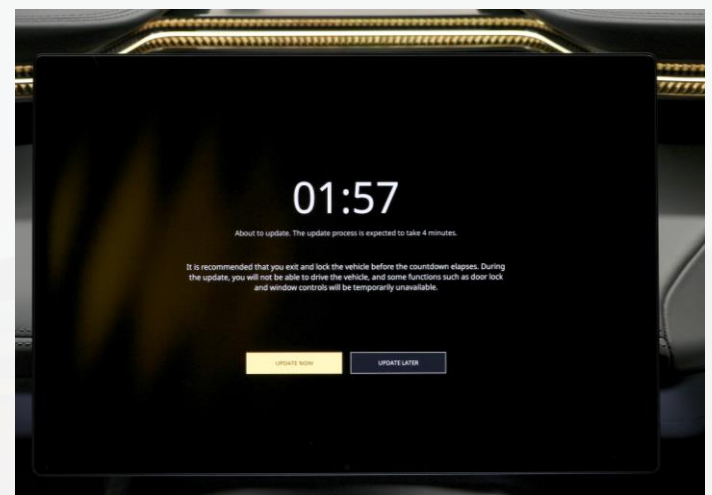 01:57
About to update. The update process is expected to take 4 minutes.
It is recommended that you exit and lock the vehicle before the countdown elapses. During
the update, you will not be able to drive the vehicle, and some functions such as door lock
and window controls will be temporarily unavailable.
UPDATE NOW
UPDATE LATER